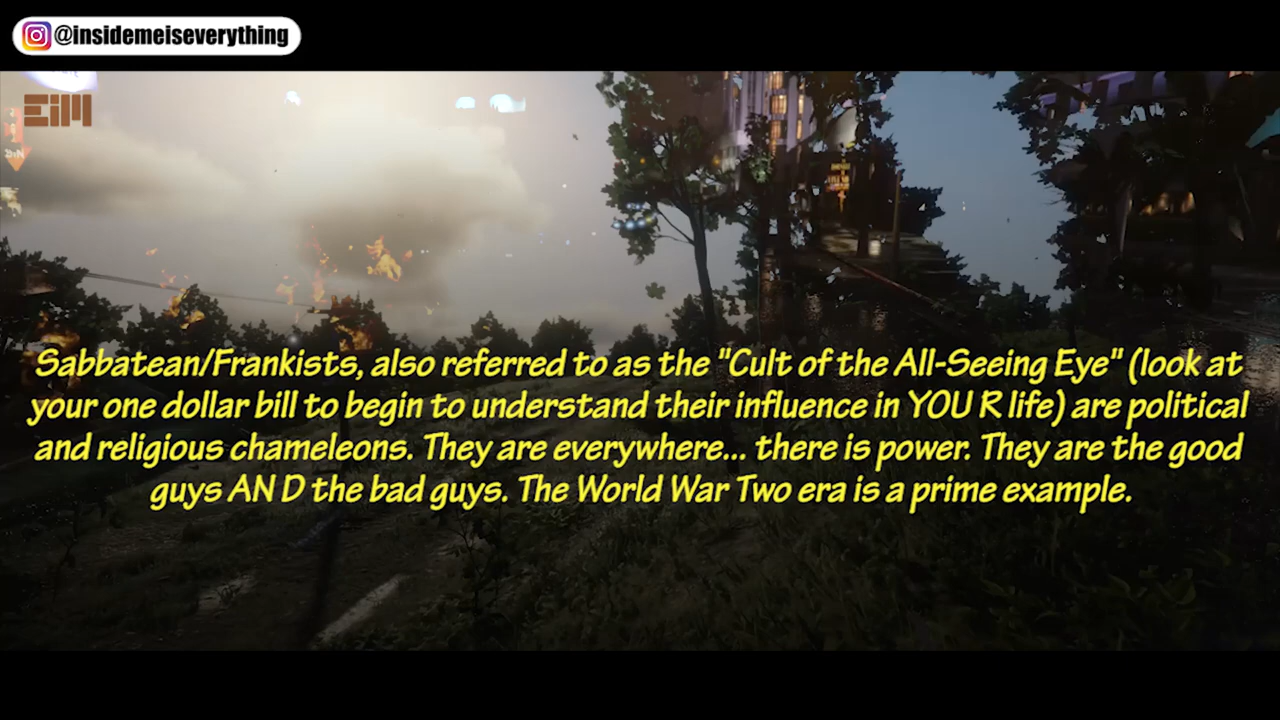 @insidemeiseverything
EiM
Sabbatean/Frankists, also referred to as the "Cult of the All-Seeing Eye" (look at
your one dollar bill to begin to understand their influence in YOU R life) are political
and religious chameleons. They are everywhere... there is power. They are the good
guys AN D the bad guys. The World War Two era is a prime example.